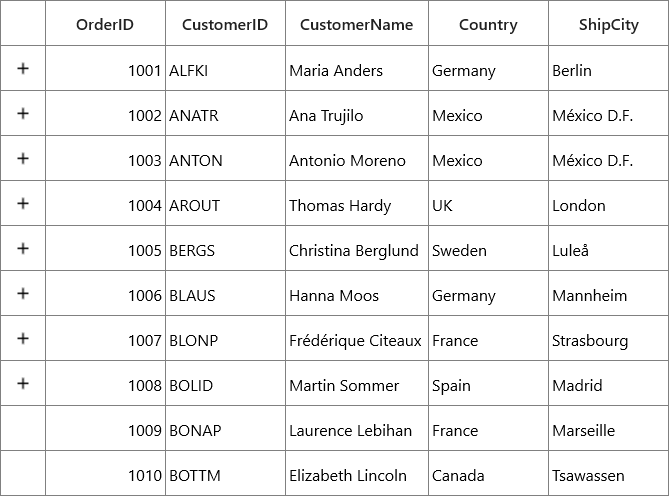 OrderID CustomerID CustomerName Country ShipCity
+ 1001 ALFKI Maria Anders Germany Berlin
+ 1002 ANATR Ana Trujilo Mexico México D.F.
+ 1003 ANTON Antonio Moreno Mexico México D.F.
+ 1004 AROUT Thomas Hardy UK London
+ 1005 BERGS Christina Berglund Sweden Luleå
+ 1006 BLAUS Hanna Moos Germany Mannheim
+ 1007 BLONP Frédérique Citeaux France Strasbourg
+ 1008 BOLID Martin Sommer Spain Madrid
1009 BONAP Laurence Lebihan France Marseille
1010 BOTTM Elizabeth Lincoln Canada Tsawassen